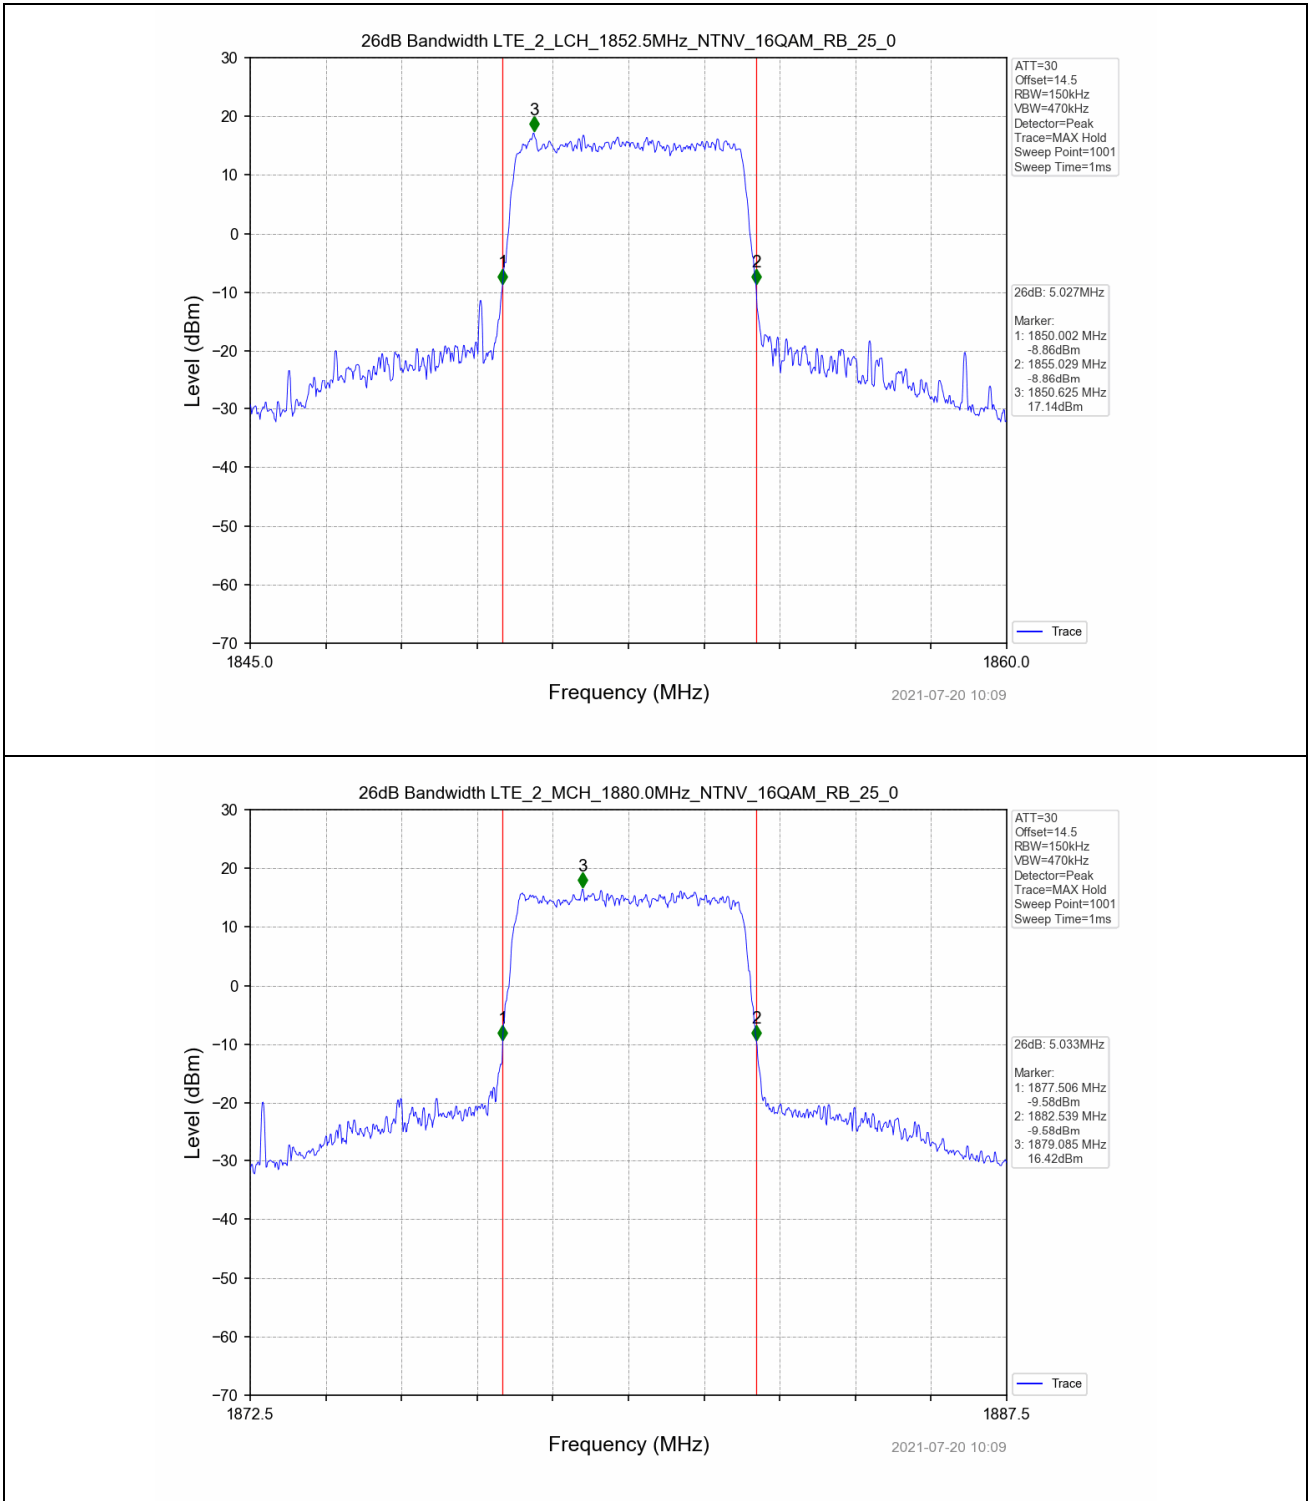 26dB Bandwidth LTE_2_LCH_1852.5MHz_NTNV_16QAM_RB_25_0
30
20
10
0
−10
−20
−30
−40
−50
−60
−70
Level (dBm)
3
1
2
ATT=30
Offset=14.5
RBW=150kHz
VBW=470kHz
Detector=Peak
Trace=MAX Hold
Sweep Point=1001
Sweep Time=1ms
26dB: 5.027MHz
Marker:
1: 1850.002 MHz
-8.86dBm
2: 1855.029 MHz
-8.86dBm
3: 1850.625 MHz
17.14dBm
Trace
1845.0
1860.0
Frequency (MHz)
2021-07-20 10:09
26dB Bandwidth LTE_2_MCH_1880.0MHz_NTNV_16QAM_RB_25_0
30
20
10
0
−10
−20
−30
−40
−50
−60
−70
Level (dBm)
3
1
2
ATT=30
Offset=14.5
RBW=150kHz
VBW=470kHz
Detector=Peak
Trace=MAX Hold
Sweep Point=1001
Sweep Time=1ms
26dB: 5.033MHz
Marker:
1: 1877.506 MHz
-9.58dBm
2: 1882.539 MHz
-9.58dBm
3: 1879.085 MHz
16.42dBm
Trace
1872.5
1887.5
Frequency (MHz)
2021-07-20 10:09